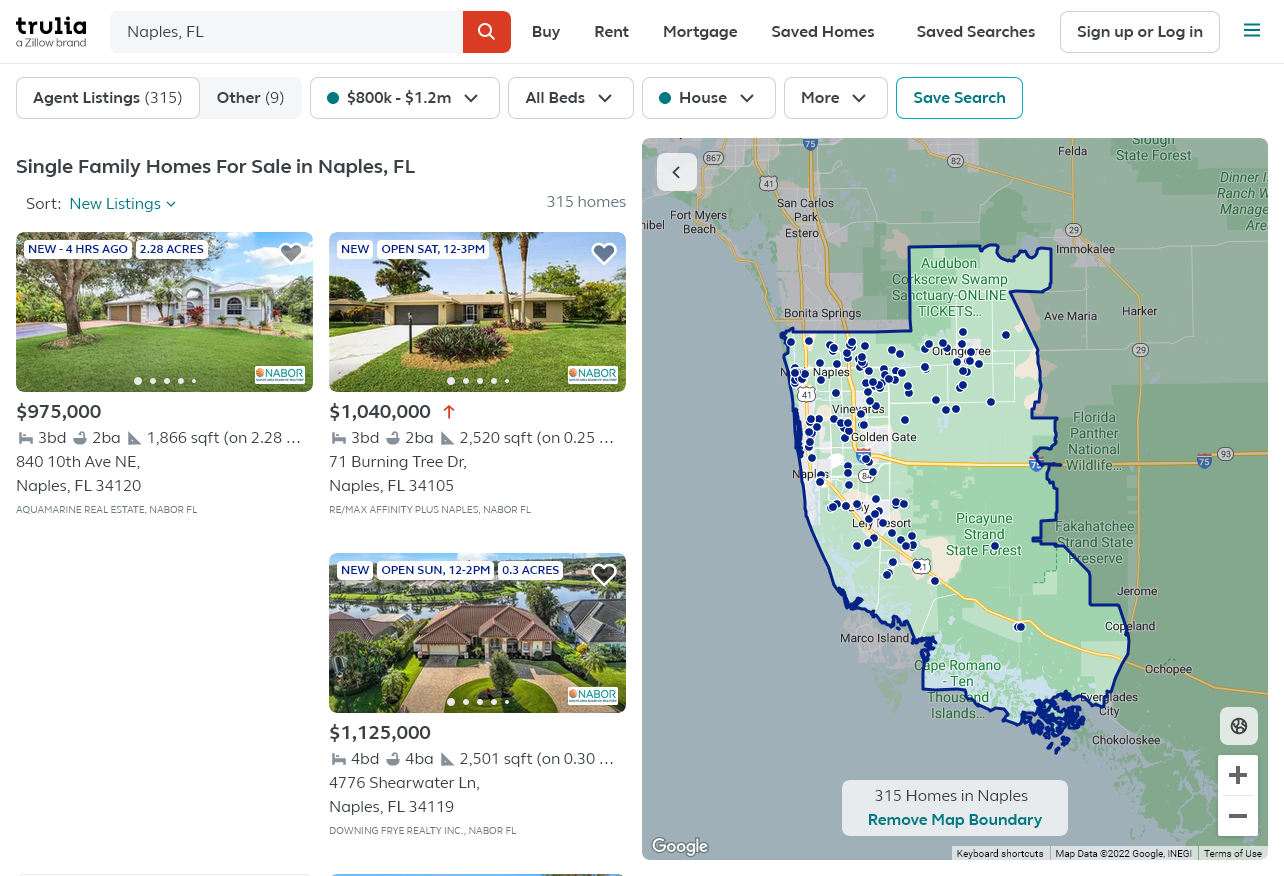 trulia
a Zillow brand
Naples, FL
Buy
Rent
Mortgage
Saved Homes
Saved Searches
Sign up or Log in
Agent Listings (315)
Other (9)
$800k - $1.2m
All Beds
House
More
Save Search
Single Family Homes For Sale in Naples, FL
Sort: New Listings
315 homes
NEW - 4 HRS AGO
2.28 ACRES
NABOR
$975,000
3bd 2ba 1,866 sqft (on 2.28 ...
840 10th Ave NE,
Naples, FL 34120
AQUAMARINE REAL ESTATE, NABOR FL
NEW
OPEN SAT, 12-3PM
NABOR
$1,040,000
3bd 2ba 2,520 sqft (on 0.25 ...
71 Burning Tree Dr,
Naples, FL 34105
RE/MAX AFFINITY PLUS NAPLES, NABOR FL
NEW
OPEN SUN, 12-2PM
0.3 ACRES
NABOR
$1,125,000
4bd 4ba 2,501 sqft (on 0.30 ...
4776 Shearwater Ln,
Naples, FL 34119
DOWNING FRYE REALTY INC., NABOR FL
75
867
82
Felda
Slough
State Forest
41
San Carlos
Park
Estero
Fort Myers
Beach
29
Immokalee
Audubon
Corkscrew Swamp
Sanctuary-ONLINE
TICKETS...
Bonita Springs
Ave Maria
Harker
29
Naples
41
Vineyards
Golden Gate
Florida
Panther
National
Wildlife...
75
93
84
Lely Resort
Picayune
Strand
State Forest
Fakahatchee
Strand State
Preserve
Jerome
Copeland
Marco Island
Cape Romano
- Ten
Thousand
Islands...
Ochopee
Everglades
City
Chokoloskee
315 Homes in Naples
Remove Map Boundary
Google
Keyboard shortcuts
Map Data ©2022 Google, INEGI
Terms of Use